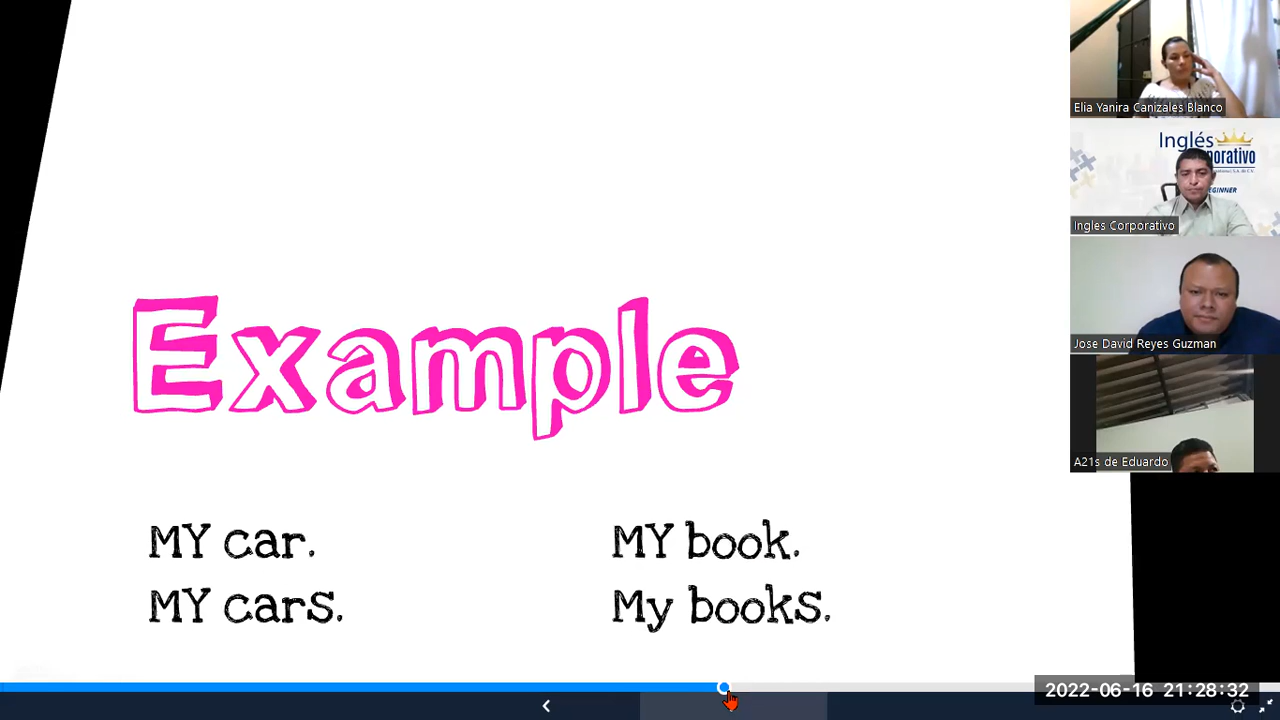 Example
MY car.
MY book.
MY cars.
My books.
Elia Yanira Canizales Blanco
Inglés
EGINNER
Ingles Corporativo
Jose David Reyes Guzman
A21s de Eduardo
2022-06-16 21:28:32